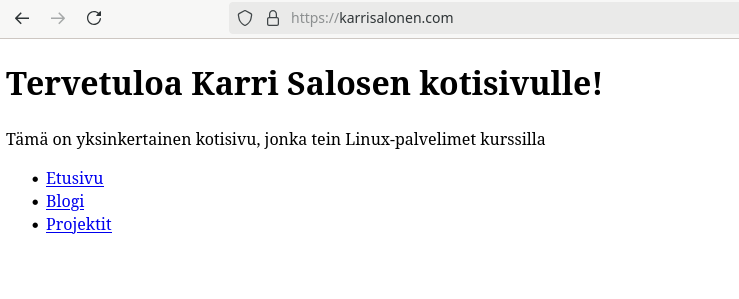 https://karrisalonen.com
Tervetuloa Karri Salosen kotisivulle!
Tämä on yksinkertainen kotisivu, jonka tein Linux-palvelimet kurssilla
Etusivu
Blogi
Projektit